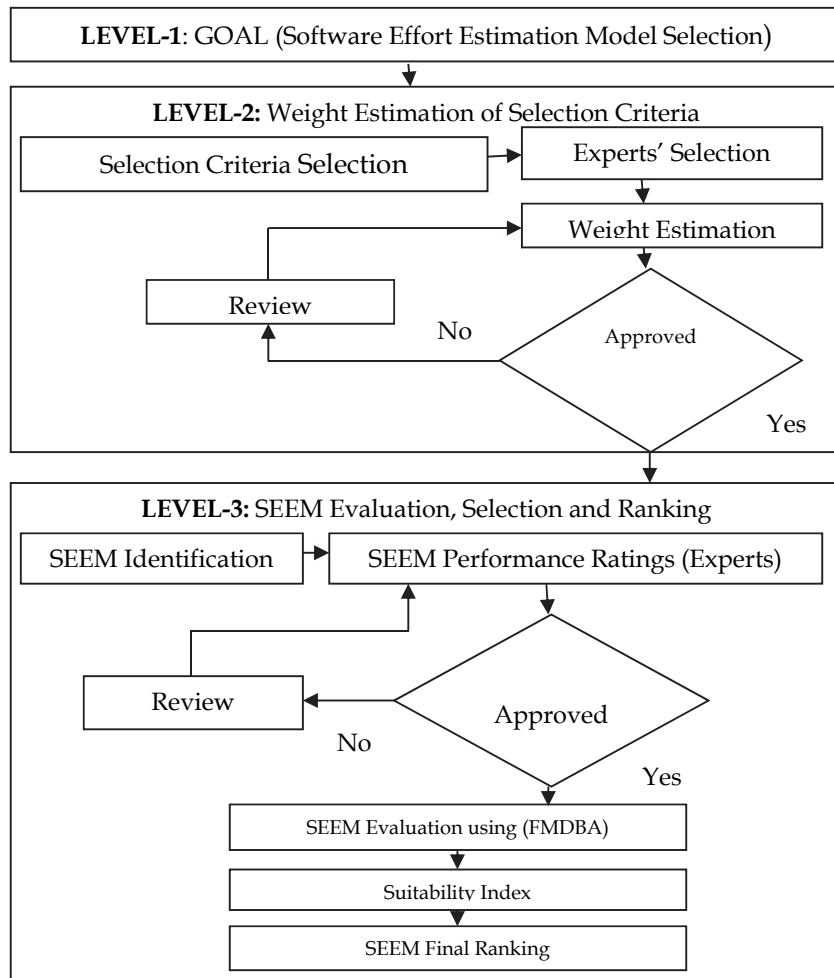 LEVEL-1: GOAL (Software Effort Estimation Model Selection)
LEVEL-2: Weight Estimation of Selection Criteria
Selection Criteria Selection
Experts’ Selection
Weight Estimation
Review
No
Approved
Yes
LEVEL-3: SEEM Evaluation, Selection and Ranking
SEEM Identification
SEEM Performance Ratings (Experts)
Review
Approved
No
Yes
SEEM Evaluation using (FMDBA)
Suitability Index
SEEM Final Ranking